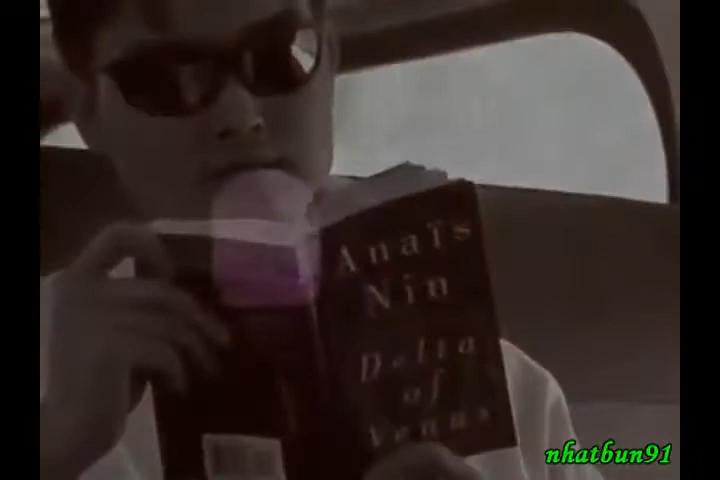 Anaïs
Nin
Delta
of
Venus
nhatbun91